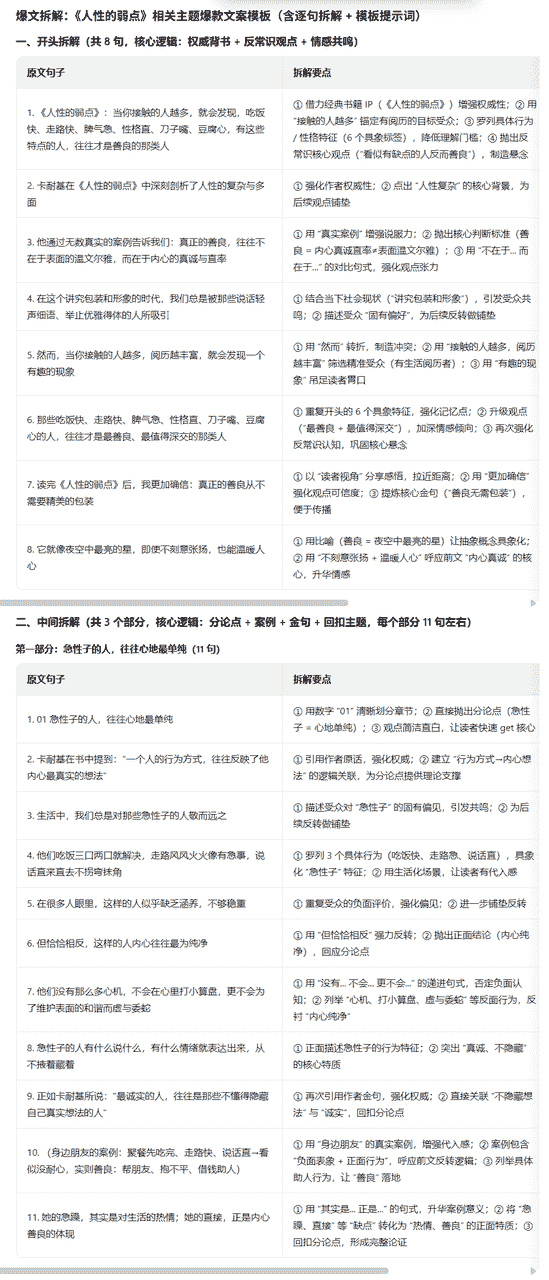 爆文拆解：《人性的弱点》相关主题爆款文案模板（含逐句拆解 + 模板提示词）
一、开头拆解（共 8 句，核心逻辑：权威背书 + 反常识观点 + 情感共鸣）
原文句子
拆解要点
1. 《人性的弱点》：当你接触的人越多，就会发现，吃饭
快、走路快、脾气急、性格直、刀子嘴、豆腐心，有这些
特点的人，往往才是善良的那类人
① 借力经典书籍 IP（《人性的弱点》）增强权威性；② 用
“接触的人越多” 锚定有阅历的目标受众；③ 罗列具体行为
/ 性格特征（6 个具象标签），降低理解门槛；④ 抛出反
常识核心观点（“看似有缺点的人反而善良”），制造悬念
2. 卡耐基在《人性的弱点》中深刻剖析了人性的复杂与多
面
① 强化作者权威性；② 点出 “人性复杂” 的核心背景，为
后续观点铺垫
3. 他通过无数真实的案例告诉我们：真正的善良，往往不
在于表面的温文尔雅，而在于内心的真诚与直率
① 用 “真实案例” 增强说服力；② 抛出核心判断标准（善
良 = 内心真诚直率≠表面温文尔雅）；③ 用 “不在于... 而
在于...” 的对比句式，强化观点张力
4. 在这个讲究包装和形象的时代，我们总是被那些说话轻
声细语、举止优雅得体的人所吸引
① 结合当下社会现状（“讲究包装和形象”），引发受众共
鸣；② 描述受众 “固有偏好”，为后续反转做铺垫
5. 然而，当你接触的人越多，阅历越丰富，就会发现一个
有趣的现象
① 用 “然而” 转折，制造冲突；② 用 “接触的人越多，阅历
越丰富” 筛选精准受众（有生活阅历者）；③ 用 “有趣的现
象” 吊足读者胃口
6. 那些吃饭快、走路快、脾气急、性格直、刀子嘴、豆腐
心的人，往往才是最善良、最值得深交的那类人
① 重复开头的 6 个具象特征，强化记忆点；② 升级观点
（“最善良 + 最值得深交”），加深情感倾向；③ 再次强化
反常识认知，巩固核心悬念
7. 读完《人性的弱点》后，我更加确信：真正的善良从不
需要精美的包装
① 以 “读者视角” 分享感悟，拉近距离；② 用 “更加确信”
强化观点可信度；③ 提炼核心金句（“善良无需包装”），
便于传播
8. 它就像夜空中最亮的星，即使不刻意张扬，也能温暖人
心
① 用比喻（善良 = 夜空中最亮的星）让抽象概念具象化；
② 用 “不刻意张扬 + 温暖人心” 呼应前文 “内心真诚” 的核
心，升华情感
二、中间拆解（共 3 个部分，核心逻辑：分论点 + 案例 + 金句 + 回扣主题，每个部分 11 句左右）
第一部分：急性子的人，往往心地最单纯（11 句）
原文句子
拆解要点
1. 01 急性子的人，往往心地最单纯
① 用数字 “01” 清晰划分章节；② 直接抛出分论点（急性
子 = 心地单纯）；③ 观点简洁直白，让读者快速 get 核心
2. 卡耐基在书中提到：“一个人的行为方式，往往反映了他
内心最真实的想法”
① 引用作者原话，强化权威；② 建立 “行为方式→内心想
法” 的逻辑关联，为分论点提供理论支撑
3. 生活中，我们总是对那些急性子的人敬而远之
① 描述受众对 “急性子” 的固有偏见，引发共鸣；② 为后
续反转做铺垫
4. 他们吃饭三口两口就解决，走路风风火火像有急事，说
话直来直去不拐弯抹角
① 罗列 3 个具体行为（吃饭快、走路急、说话直），具象
化 “急性子” 特征；② 用生活化场景，让读者有代入感
5. 在很多人眼里，这样的人似乎缺乏涵养，不够稳重
① 重复受众的负面评价，强化偏见；② 进一步铺垫反转
6. 但恰恰相反，这样的人内心往往最为纯净
① 用 “但恰恰相反” 强力反转；② 抛出正面结论（内心纯
净），回应分论点
7. 他们没有那么多心机，不会在心里打小算盘，更不会为
了维护表面的和谐而虚与委蛇
① 用 “没有... 不会... 更不会...” 的递进句式，否定负面认
知；② 列举 “心机、打小算盘、虚与委蛇” 等反面行为，反
衬 “内心纯净”
8. 急性子的人有什么说什么，有什么情绪就表达出来，从
不掖着藏着
① 正面描述急性子的行为特征；② 突出 “真诚、不隐藏”
的核心特质
9. 正如卡耐基所说：“最诚实的人，往往是那些不懂得隐藏
自己真实想法的人”
① 再次引用作者金句，强化权威；② 直接关联 “不隐藏想
法” 与 “诚实”，回扣分论点
10. （身边朋友的案例：聚餐先吃完、走路快、说话直→看
似没耐心，实则善良：帮朋友、抱不平、借钱助人）
① 用 “身边朋友” 的真实案例，增强代入感；② 案例包含
“负面表象 + 正面行为”，呼应前文反转逻辑；③ 列举具体
助人行为，让 “善良” 落地
11. 她的急躁，其实是对生活的热情；她的直接，正是内心
善良的体现
① 用 “其实是... 正是...” 的句式，升华案例意义；② 将 “急
躁、直接” 等 “缺点” 转化为 “热情、善良” 的正面特质；③
回扣分论点，形成完整论证